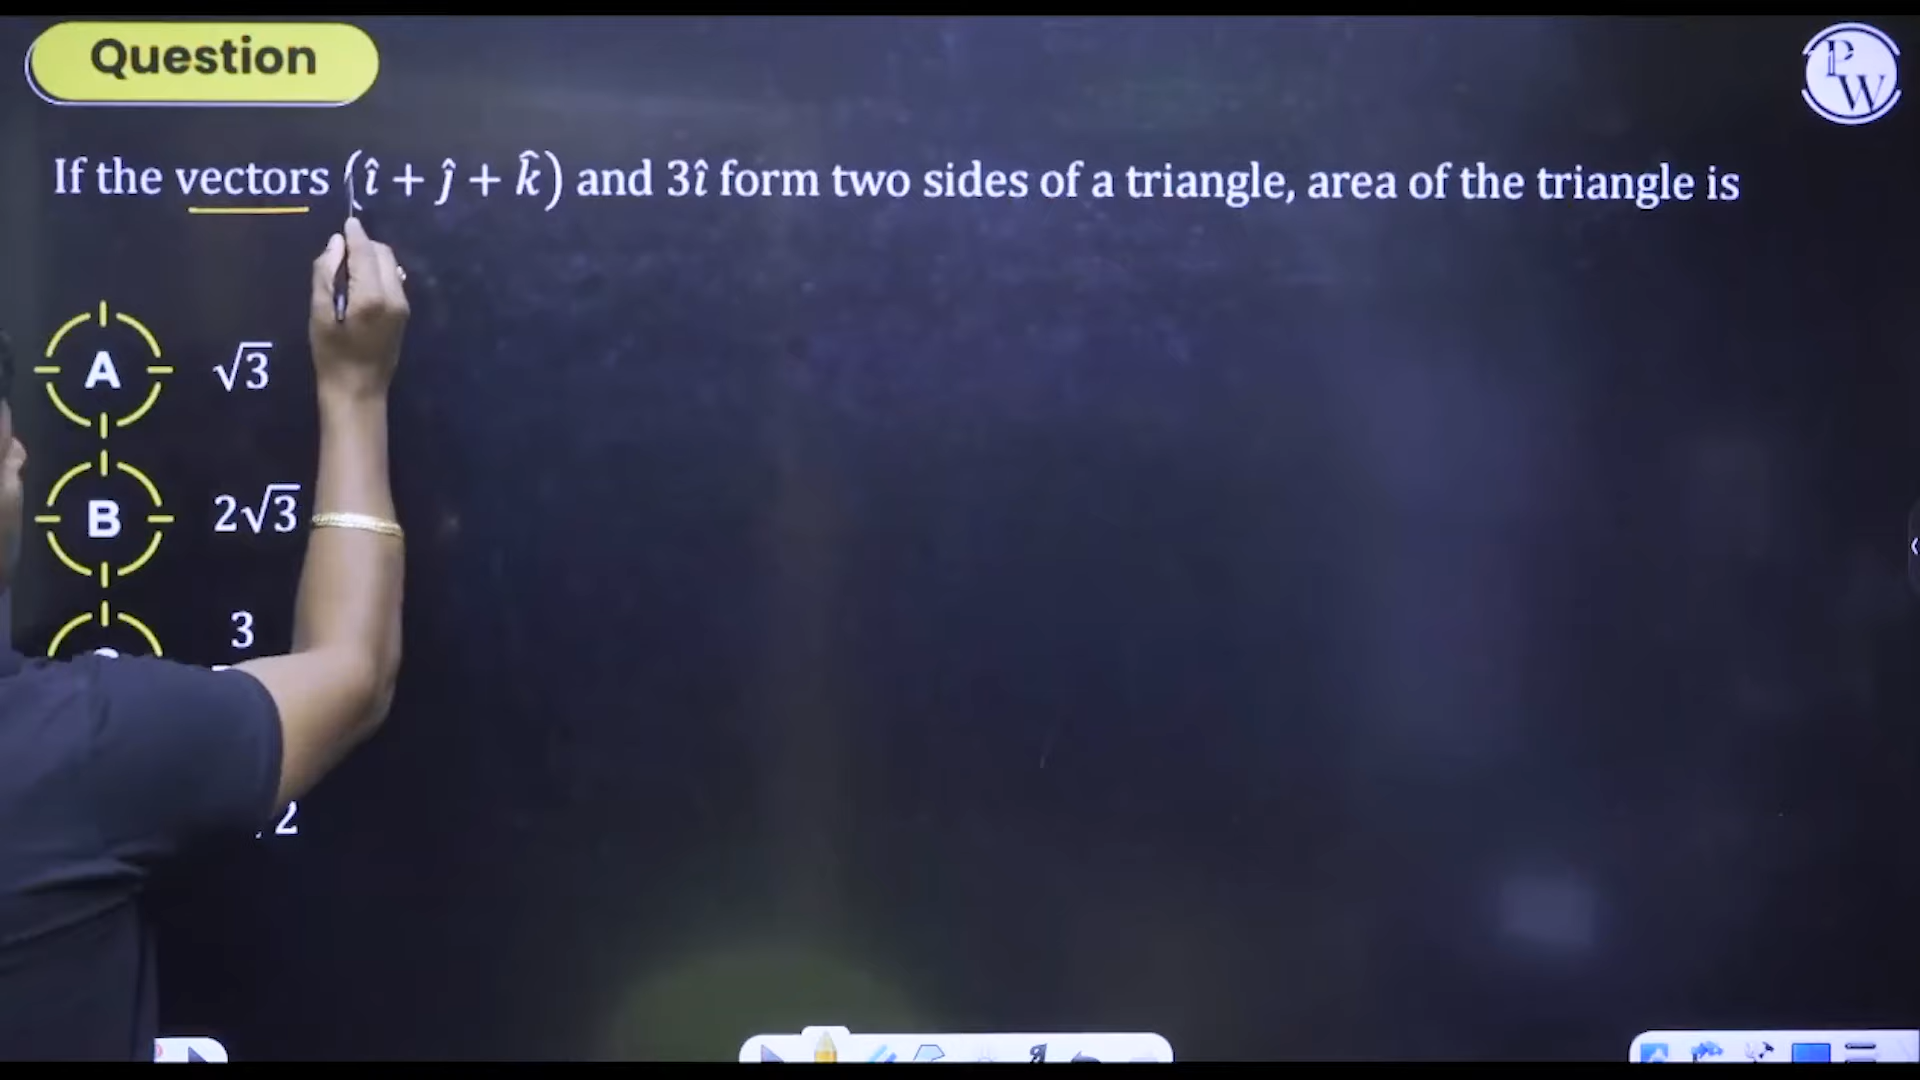 Question
PW
If the vectors (î + ĵ + k̂) and 3î form two sides of a triangle, area of the triangle is
A √3
B 2√3
3
2